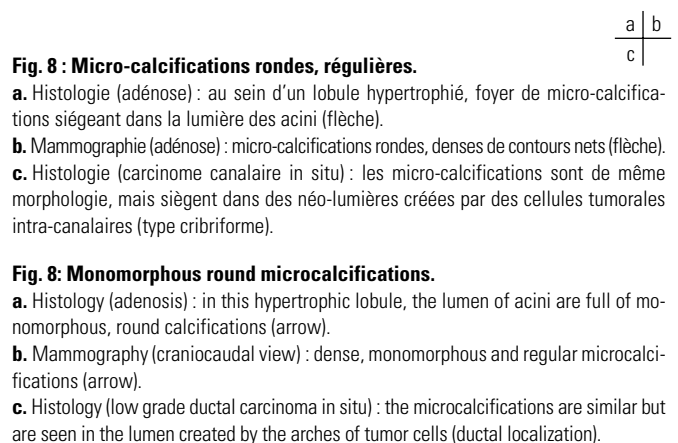 a b
c
Fig. 8 : Micro-calcifications rondes, régulières.
a. Histologie (adénose) : au sein d’un lobule hypertrophié, foyer de micro-calcifica-
tions siégeant dans la lumière des acini (flèche).
b. Mammographie (adénose) : micro-calcifications rondes, denses de contours nets (flèche).
c. Histologie (carcinome canalaire in situ) : les micro-calcifications sont de même
morphologie, mais siègent dans des néo-lumières créées par des cellules tumorales
intra-canalaires (type cribriforme).
Fig. 8: Monomorphous round microcalcifications.
a. Histology (adenosis) : in this hypertrophic lobule, the lumen of acini are full of mo-
nomorphous, round calcifications (arrow).
b. Mammography (craniocaudal view) : dense, monomorphous and regular microcalci-
fications (arrow).
c. Histology (low grade ductal carcinoma in situ) : the microcalcifications are similar but
are seen in the lumen created by the arches of tumor cells (ductal localization).